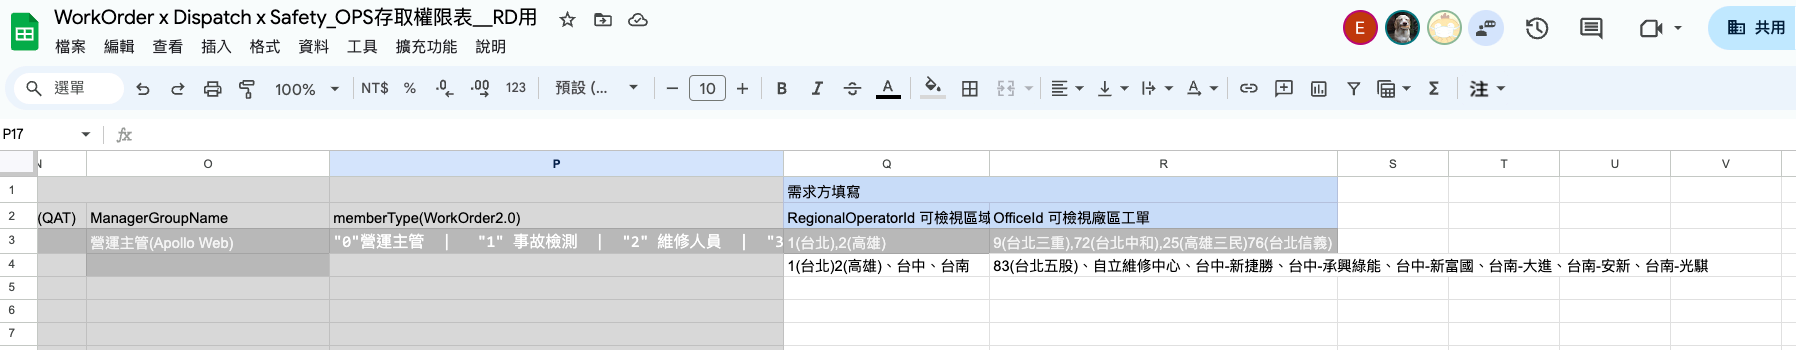 WorkOrder x Dispatch x Safety_OPS存取權限表__RD用
E
檔案 編輯 查看 插入 格式 資料 工具 擴充功能 說明
共用
選單 100% NT$ % .0 .00 123 預設 (... 10 B I S A 注
P17 fx
N O P Q R S T U V
1 需求方填寫
2 (QAT) ManagerGroupName memberType(WorkOrder2.0) RegionalOperatorId 可檢視區域 OfficeId 可檢視廠區工單
3 營運主管(Apollo Web) "0"營運主管 | "1" 事故檢測 | "2" 維修人員 | "3 1(台北),2(高雄) 9(台北三重),72(台北中和),25(高雄三民)76(台北信義)
4 1(台北)2(高雄)、台中、台南 83(台北五股)、自立維修中心、台中-新捷勝、台中-承興綠能、台中-新富國、台南-大進、台南-安新、台南-光騏
5
6
7